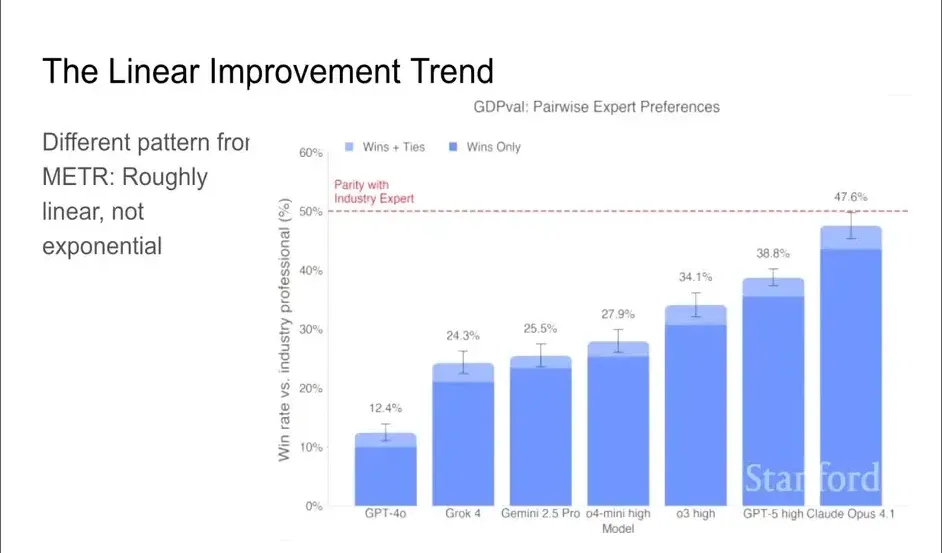 The Linear Improvement Trend
Different pattern fror
METR: Roughly
linear, not
exponential
GDPval: Pairwise Expert Preferences
Wins + Ties
Wins Only
Win rate vs. industry professional (%)
60%
50%
40%
30%
20%
10%
0%
Parity with
Industry Expert
12.4%
24.3%
25.5%
27.9%
34.1%
38.8%
47.6%
GPT-4o
Grok 4
Gemini 2.5 Pro
o4-mini high
o3 high
GPT-5 high
Claude Opus 4.1
Model
Stanford